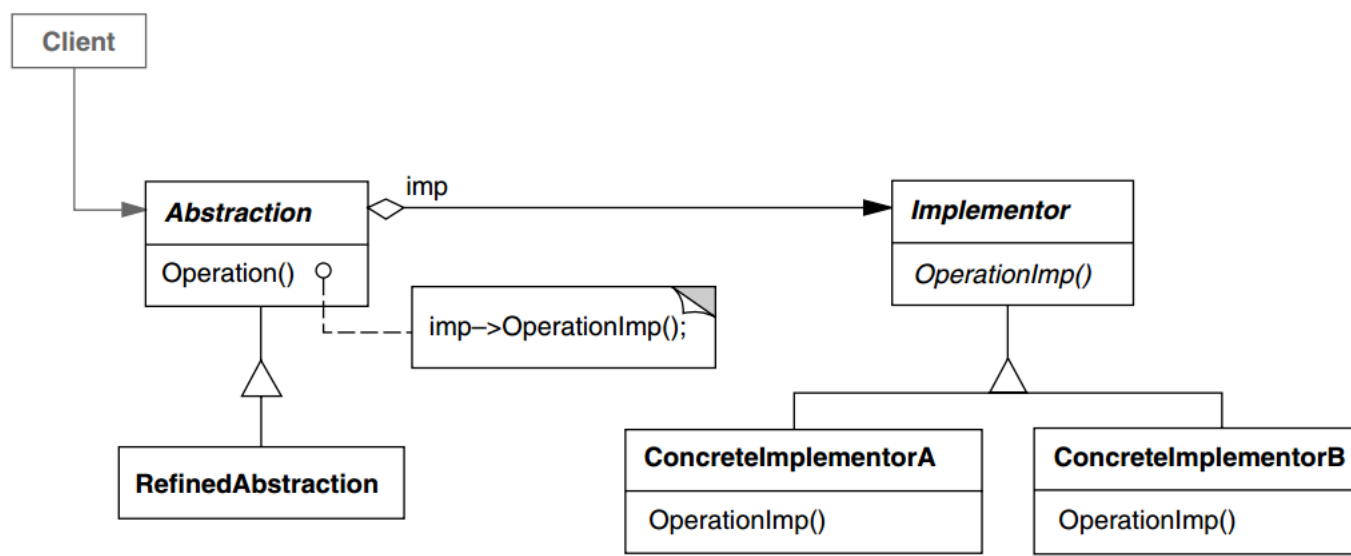 Client
imp
Abstraction
Implementor
Operation()
OperationImp()
imp–>OperationImp();
RefinedAbstraction
ConcreteImplementorA
ConcreteImplementorB
OperationImp()
OperationImp()